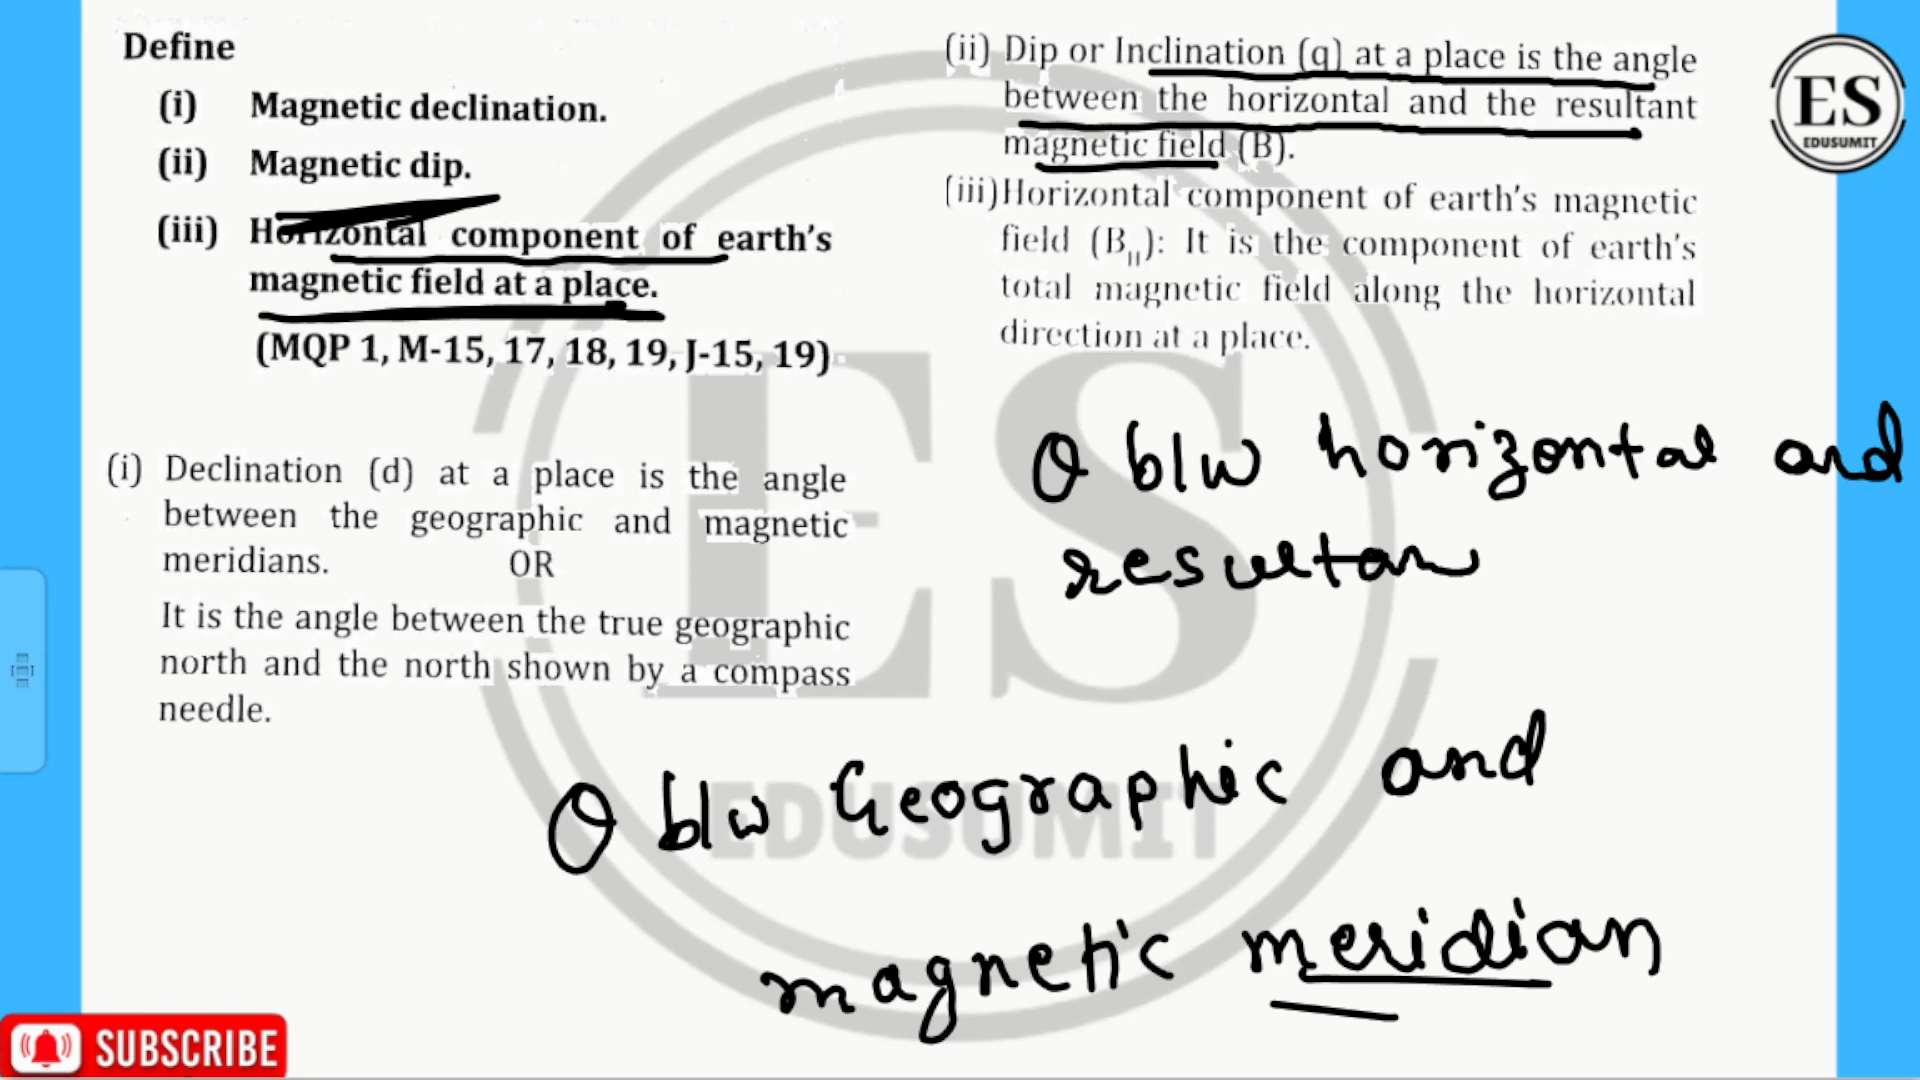 Define
(i) Magnetic declination.
(ii) Magnetic dip.
(iii) Horizontal component of earth's
magnetic field at a place.
(MQP 1, M-15, 17, 18, 19, J-15, 19)
(i) Declination (d) at a place is the angle
between the geographic and magnetic
meridians. OR
It is the angle between the true geographic
north and the north shown by a compass
needle.
(ii) Dip or Inclination (q) at a place is the angle
between the horizontal and the resultant
magnetic field (B).
(iii) Horizontal component of earth's magnetic
field (B_H): It is the component of earth's
total magnetic field along the horizontal
direction at a place.
θ b/w horizontal and
resultan
θ b/w Geographic and
magnetic meridian
ES
EDUSUMIT
ES
EDUSUMIT
SUBSCRIBE